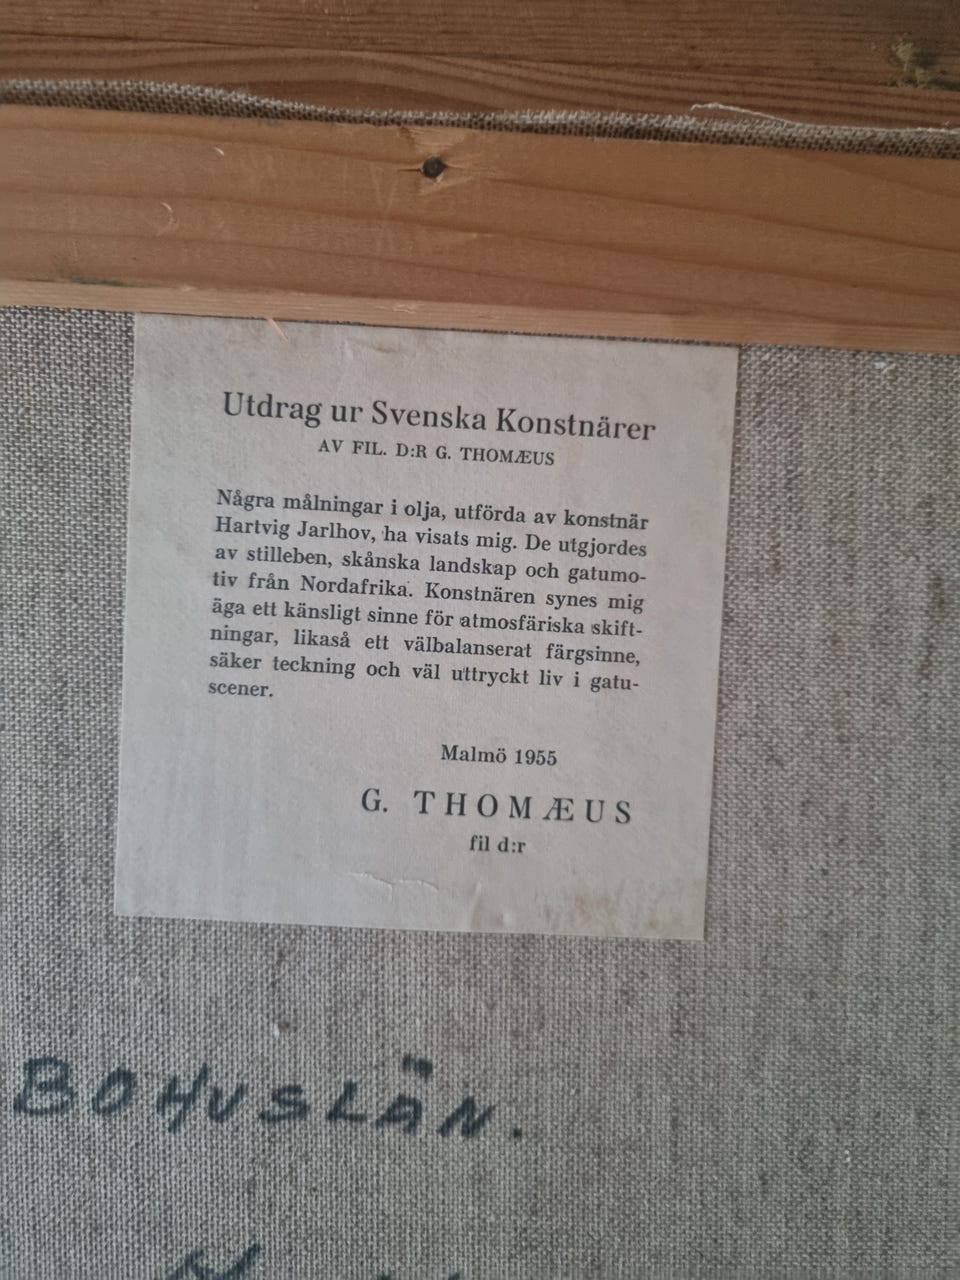 Utdrag ur Svenska Konstnärer
AV FIL. D:R G. THOMÆUS
Några målningar i olja, utförda av konstnär
Hartvig Jarlhov, ha visats mig. De utgjordes
av stilleben, skånska landskap och gatumo-
tiv från Nordafrika. Konstnären synes mig
äga ett känsligt sinne för atmosfäriska skift-
ningar, likaså ett välbalanserat färgsinne,
säker teckning och väl uttryckt liv i gatu-
scener.
Malmö 1955
G. THOMÆUS
fil d:r
BOHUSLÄN.